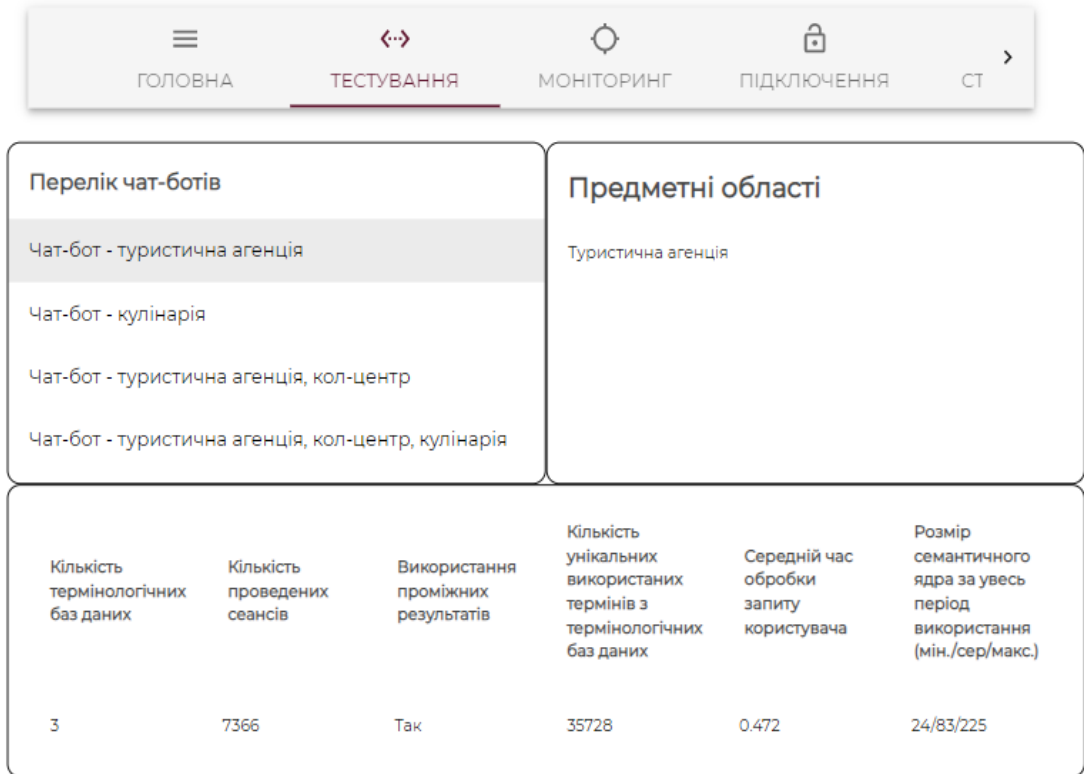 ГОЛОВНА
ТЕСТУВАННЯ
МОНІТОРИНГ
ПІДКЛЮЧЕННЯ
СТ
Перелік чат-ботів
Чат-бот - туристична агенція
Чат-бот - кулінарія
Чат-бот - туристична агенція, кол-центр
Чат-бот - туристична агенція, кол-центр, кулінарія
Предметні області
Туристична агенція
Кількість
термінологічних
баз даних
Кількість
проведених
сеансів
Використання
проміжних
результатів
Кількість
унікальних
використаних
термінів з
термінологічних
баз даних
Середній час
обробки
запиту
користувача
Розмір
семантичного
ядра за увесь
період
використання
(мін./сер/макс.)
3
7366
Так
35728
0.472
24/83/225